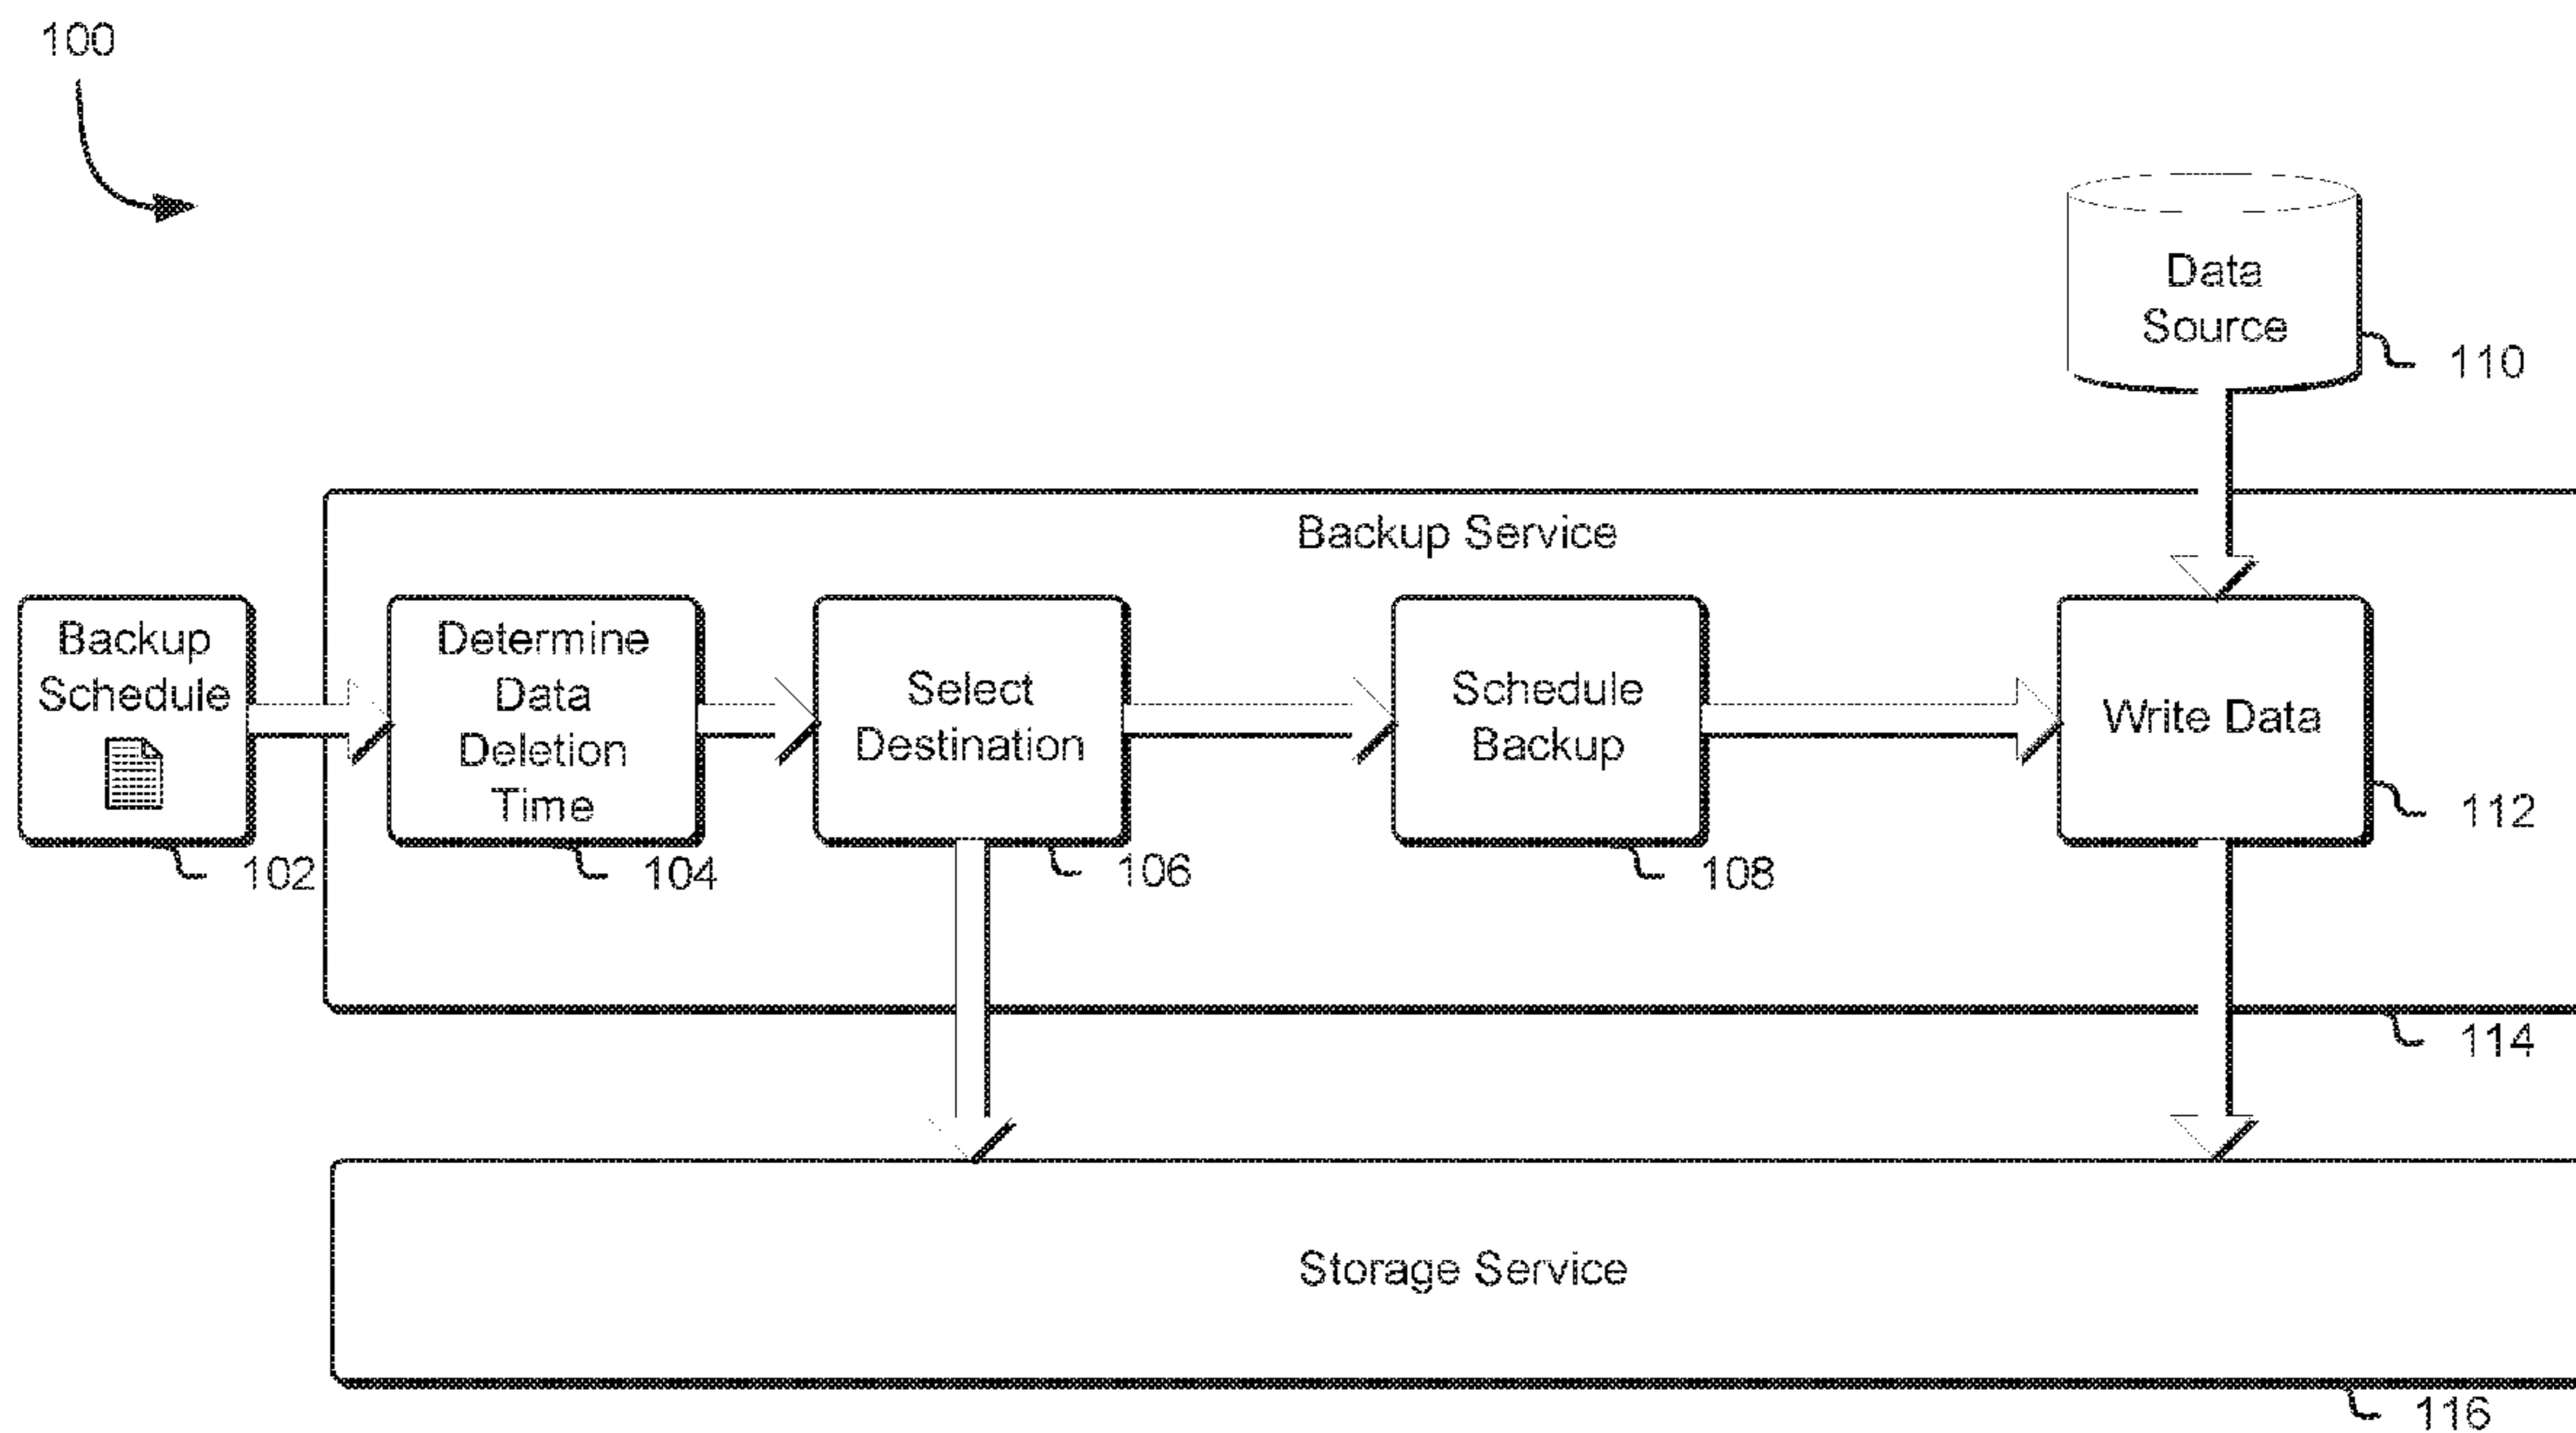 100
Data
Source
110
Backup Service
Backup
Schedule
102
Determine
Data
Deletion
Time
104
Select
Destination
106
Schedule
Backup
108
Write Data
112
114
Storage Service
116